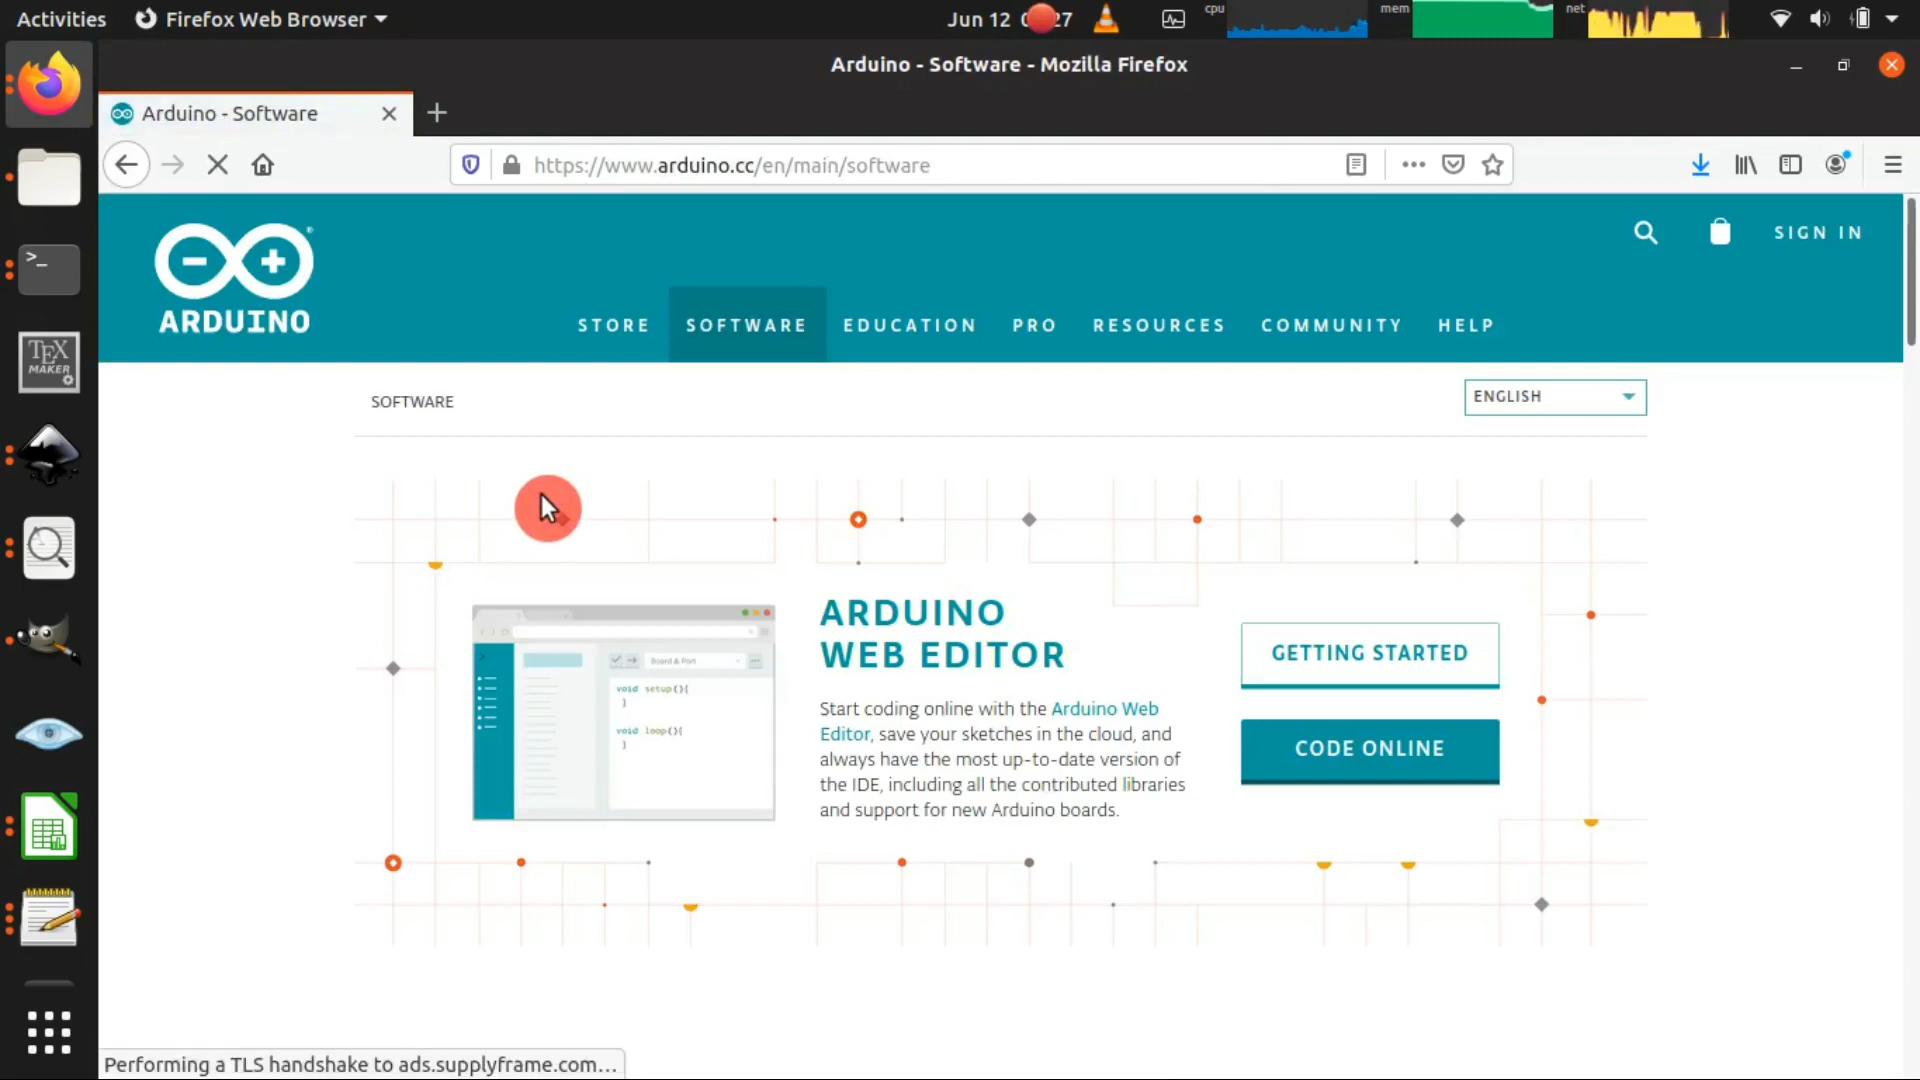 Activities
Firefox Web Browser
Jun 12
27
cpu
mem
net
Arduino - Software - Mozilla Firefox
Arduino - Software
https://www.arduino.cc/en/main/software
SIGN IN
ARDUINO
STORE
SOFTWARE
EDUCATION
PRO
RESOURCES
COMMUNITY
HELP
SOFTWARE
ENGLISH
>_
TEX
MAKER
ARDUINO
WEB EDITOR
Board & Port
void setup(){
}
void loop(){
}
Start coding online with the Arduino Web
Editor, save your sketches in the cloud, and
always have the most up-to-date version of
the IDE, including all the contributed libraries
and support for new Arduino boards.
GETTING STARTED
CODE ONLINE
Performing a TLS handshake to ads.supplyframe.com...